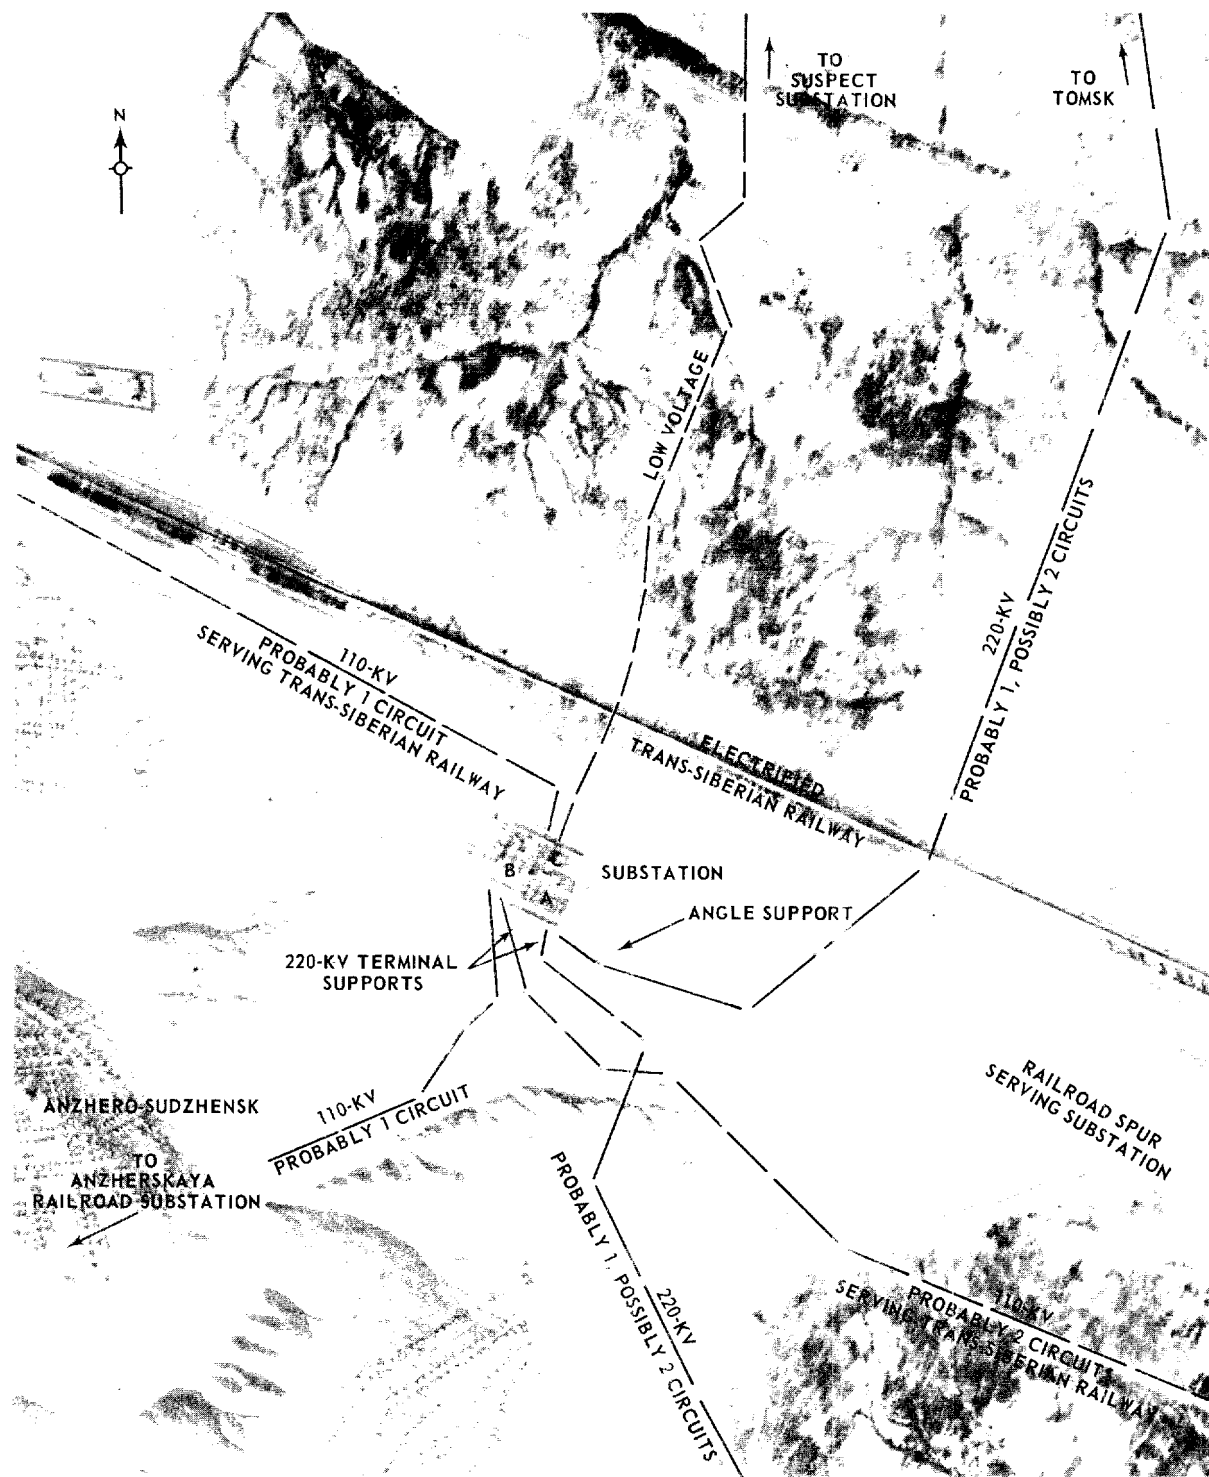 TO
SUSPECT
SUBSTATION
TO
TOMSK
N
LOW VOLTAGE
220-KV
PROBABLY 1, POSSIBLY 2 CIRCUITS
110-KV
PROBABLY 1 CIRCUIT
SERVING TRANS-SIBERIAN RAILWAY
ELECTRIFIED
TRANS-SIBERIAN RAILWAY
B
C
A
SUBSTATION
ANGLE SUPPORT
220-KV TERMINAL
SUPPORTS
RAILROAD SPUR
SERVING SUBSTATION
ANZHERO-SUDZHENSK
110-KV
PROBABLY 1 CIRCUIT
TO
ANZHERSKAYA
RAILROAD SUBSTATION
220-KV
PROBABLY 1, POSSIBLY 2 CIRCUITS
110-KV
PROBABLY 2 CIRCUITS
SERVING TRANS-SIBERIAN RAILWAY